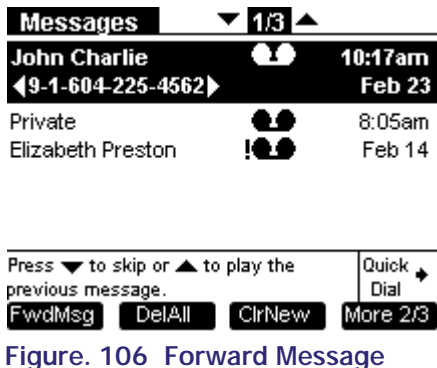 Messages ▼ 1/3 ▲
John Charlie 10:17am
◀9-1-604-225-4562▶ Feb 23
Private 8:05am
Elizabeth Preston ! Feb 14
Press ▼ to skip or ▲ to play the
previous message.
Quick
Dial
FwdMsg DelAll ClrNew More 2/3
Figure. 106 Forward Message